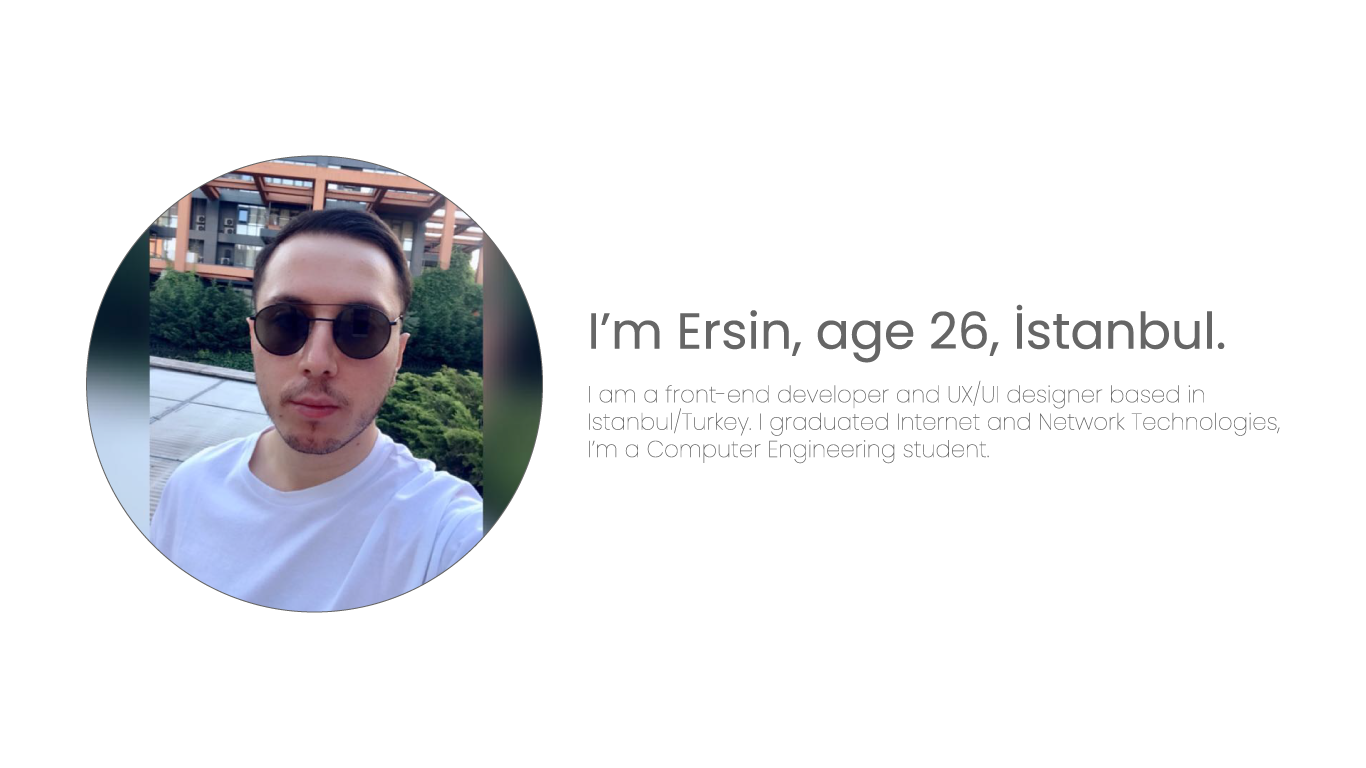 I’m Ersin, age 26, İstanbul.
I am a front-end developer and UX/UI designer based in
Istanbul/Turkey. I graduated Internet and Network Technologies,
I’m a Computer Engineering student.